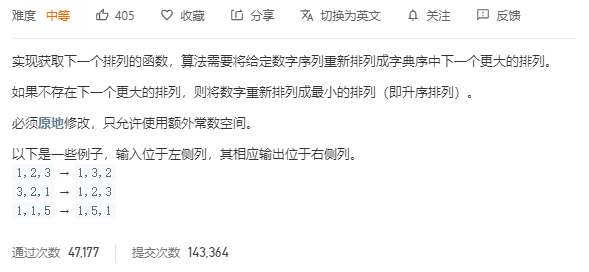 难度 中等 405 收藏 分享 切换为英文 关注 反馈
实现获取下一个排列的函数，算法需要将给定数字序列重新排列成字典序中下一个更大的排列。
如果不存在下一个更大的排列，则将数字重新排列成最小的排列（即升序排列）。
必须原地修改，只允许使用额外常数空间。
以下是一些例子，输入位于左侧列，其相应输出位于右侧列。
1,2,3 → 1,3,2
3,2,1 → 1,2,3
1,1,5 → 1,5,1
通过次数 47,177 提交次数 143,364